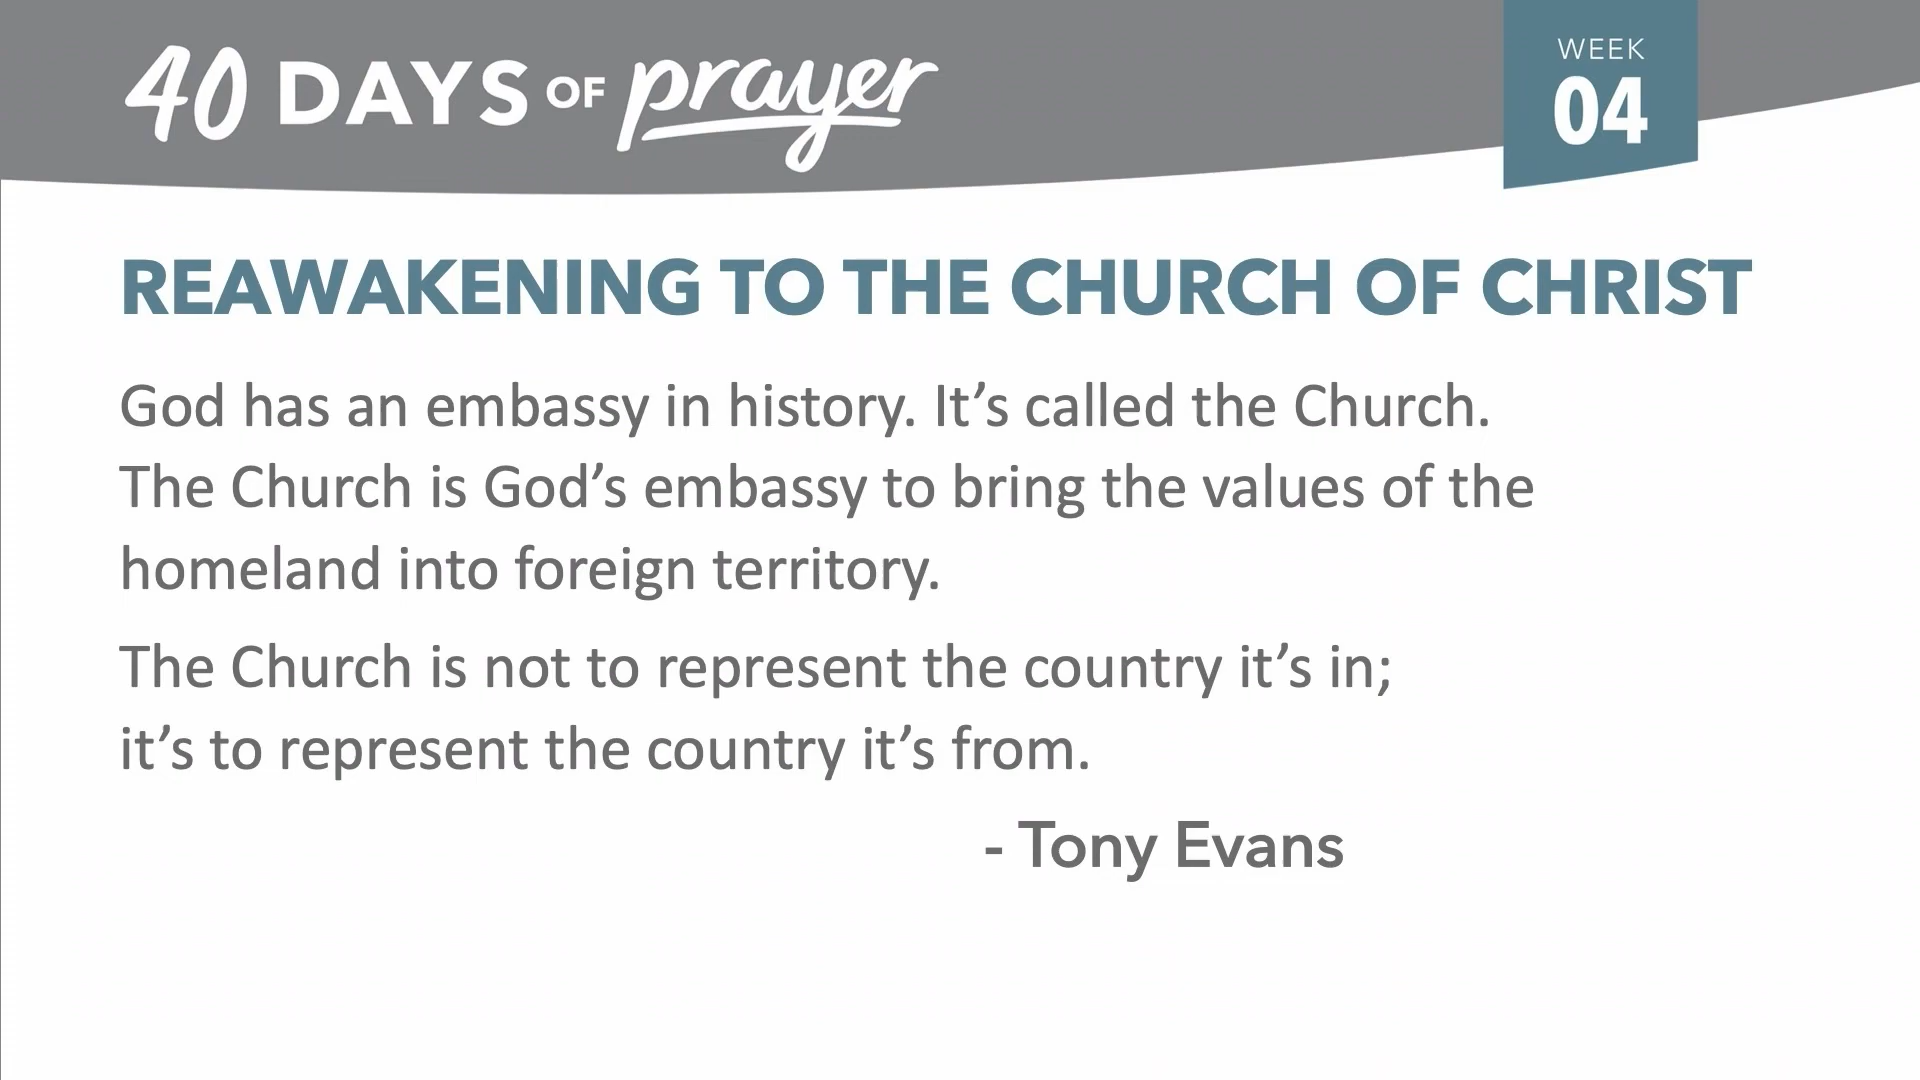 40 DAYS OF prayer
WEEK
04
REAWAKENING TO THE CHURCH OF CHRIST
God has an embassy in history. It’s called the Church.
The Church is God’s embassy to bring the values of the
homeland into foreign territory.
The Church is not to represent the country it’s in;
it’s to represent the country it’s from.
- Tony Evans